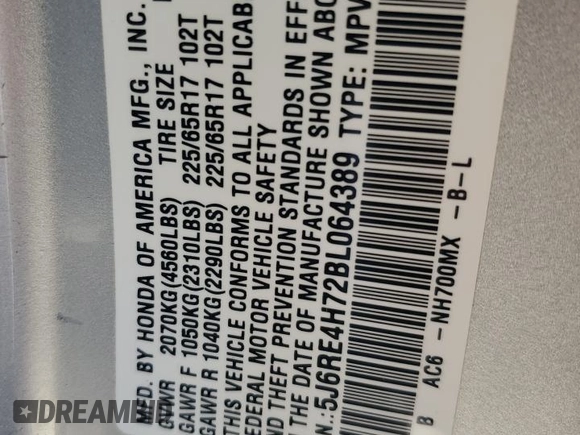 MFD. BY HONDA OF AMERICA MFG., INC.
GVWR 2070KG(4560LBS) TIRE SIZE
GAWR F 1050KG(2310LBS) 225/65R17 102T
GAWR R 1040KG(2290LBS) 225/65R17 102T
THIS VEHICLE CONFORMS TO ALL APPLICAB
FEDERAL MOTOR VEHICLE SAFETY
AND THEFT PREVENTION STANDARDS IN EFF
DATE OF MANUFACTURE SHOWN ABO
5J6RE4H72BL064389 TYPE: MPV
B AC6 - NH700MX -B-L
DREAMBID